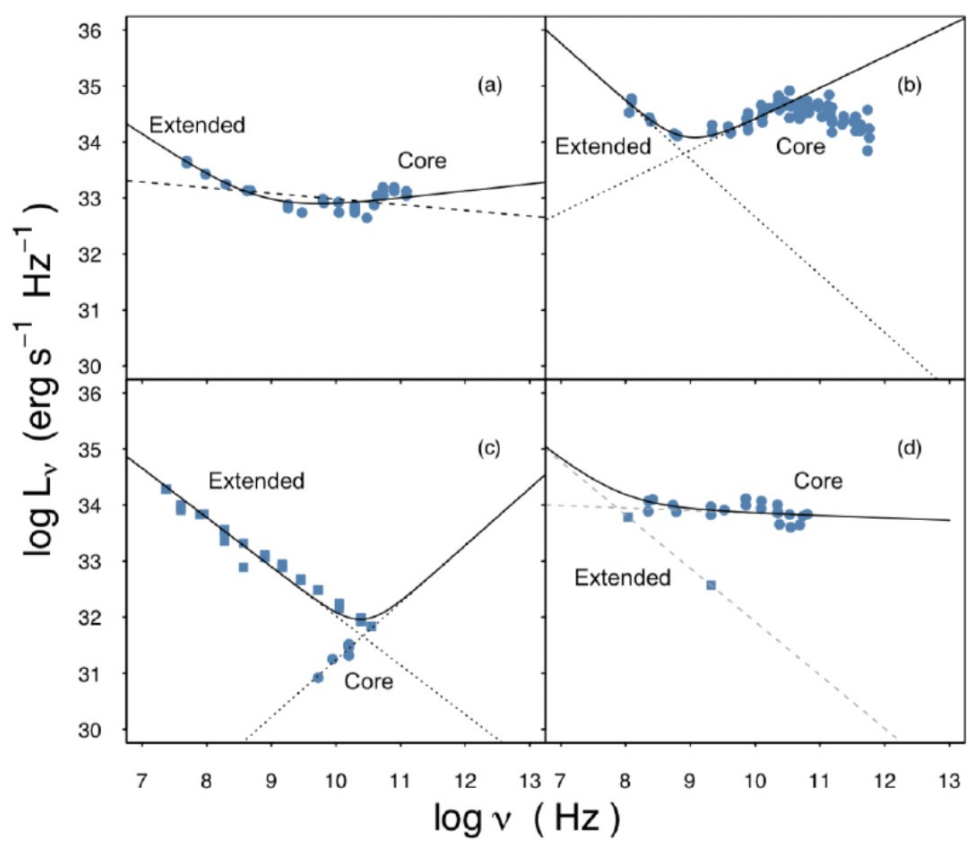 36
35
34
33
32
31
30
(a)
Extended
Core
(b)
Extended
Core
36
35
34
33
32
31
30
(c)
Extended
Core
(d)
Core
Extended
7 8 9 10 11 12 13
7 8 9 10 11 12 13
log ν ( Hz )
log Lν (erg s−1 Hz−1)